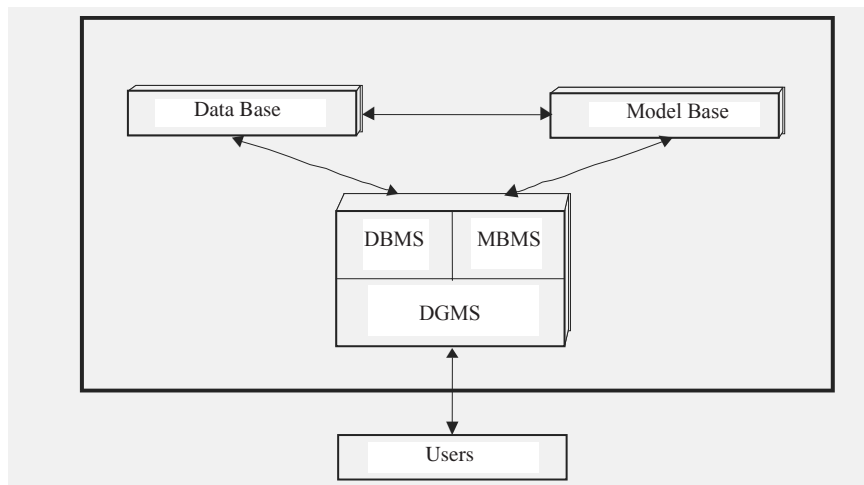 Data Base
Model Base
DBMS
MBMS
DGMS
Users